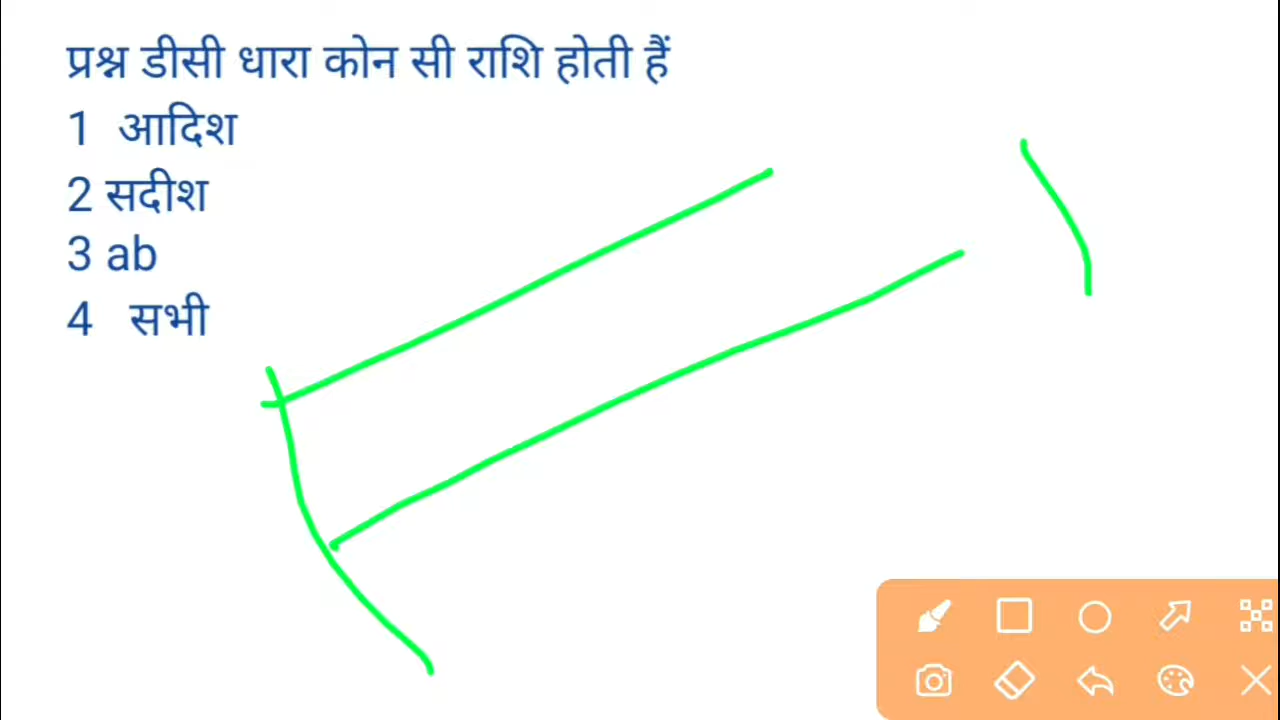 प्रश्न डीसी धारा कोन सी राशि होती हैं
1 आदिश
2 सदीश
3 ab
4 सभी